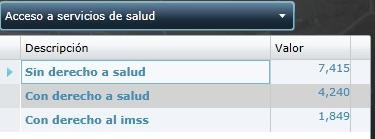 Acceso a servicios de salud
Descripción Valor
Sin derecho a salud 7,415
Con derecho a salud 4,240
Con derecho al imss 1,849